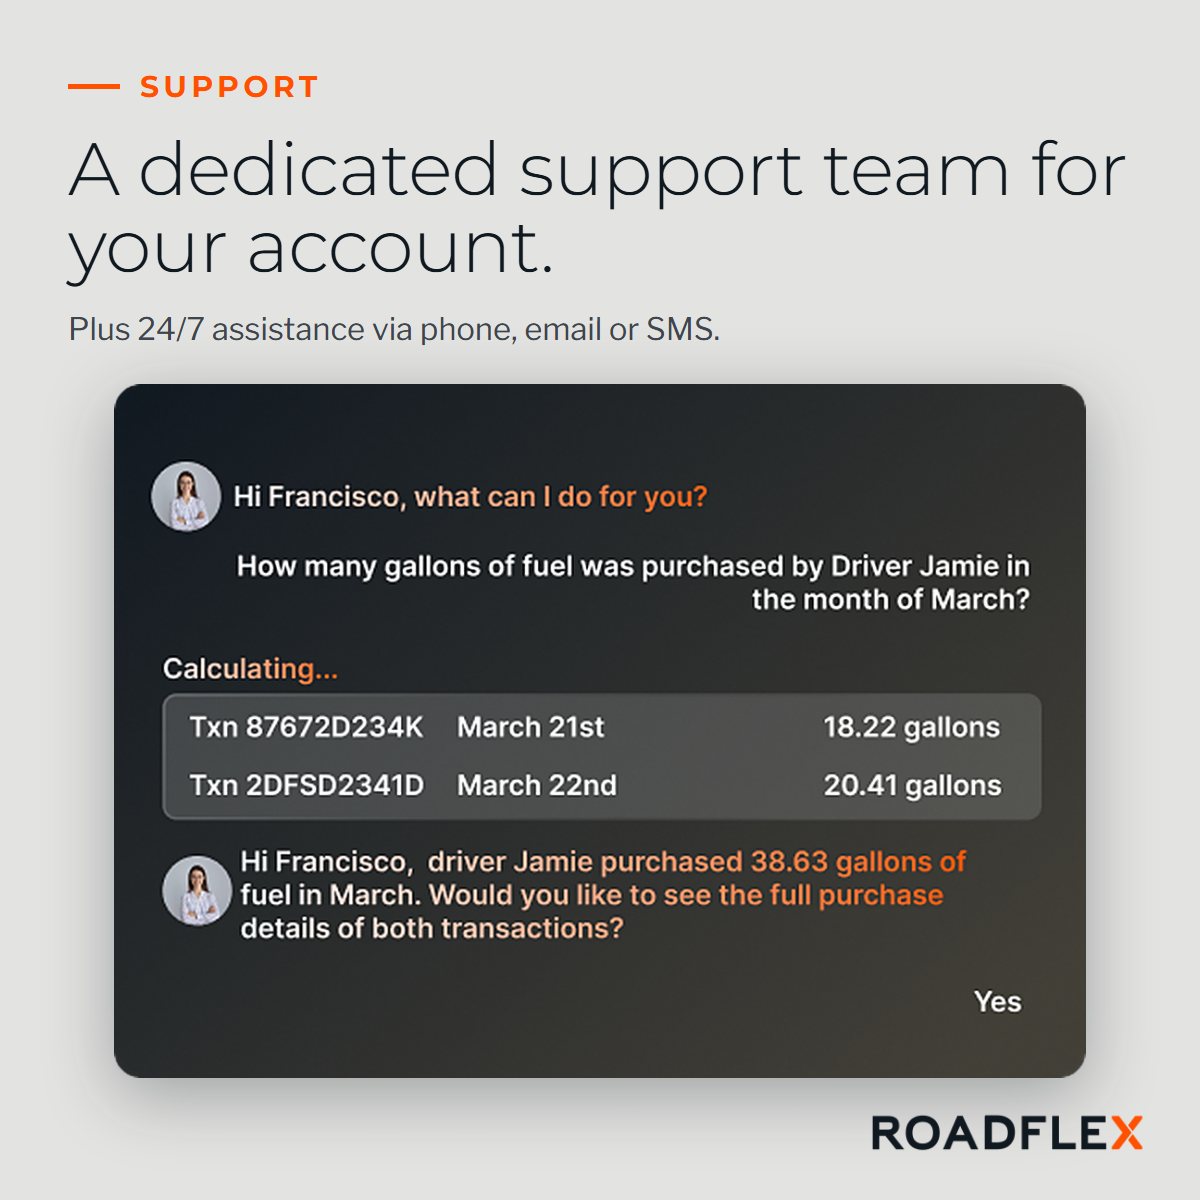 SUPPORT
A dedicated support team for
your account.
Plus 24/7 assistance via phone, email or SMS.
Hi Francisco, what can I do for you?
How many gallons of fuel was purchased by Driver Jamie in
the month of March?
Calculating...
Txn 87672D234K March 21st 18.22 gallons
Txn 2DFSD2341D March 22nd 20.41 gallons
Hi Francisco, driver Jamie purchased 38.63 gallons of
fuel in March. Would you like to see the full purchase
details of both transactions?
Yes
ROADFLEX